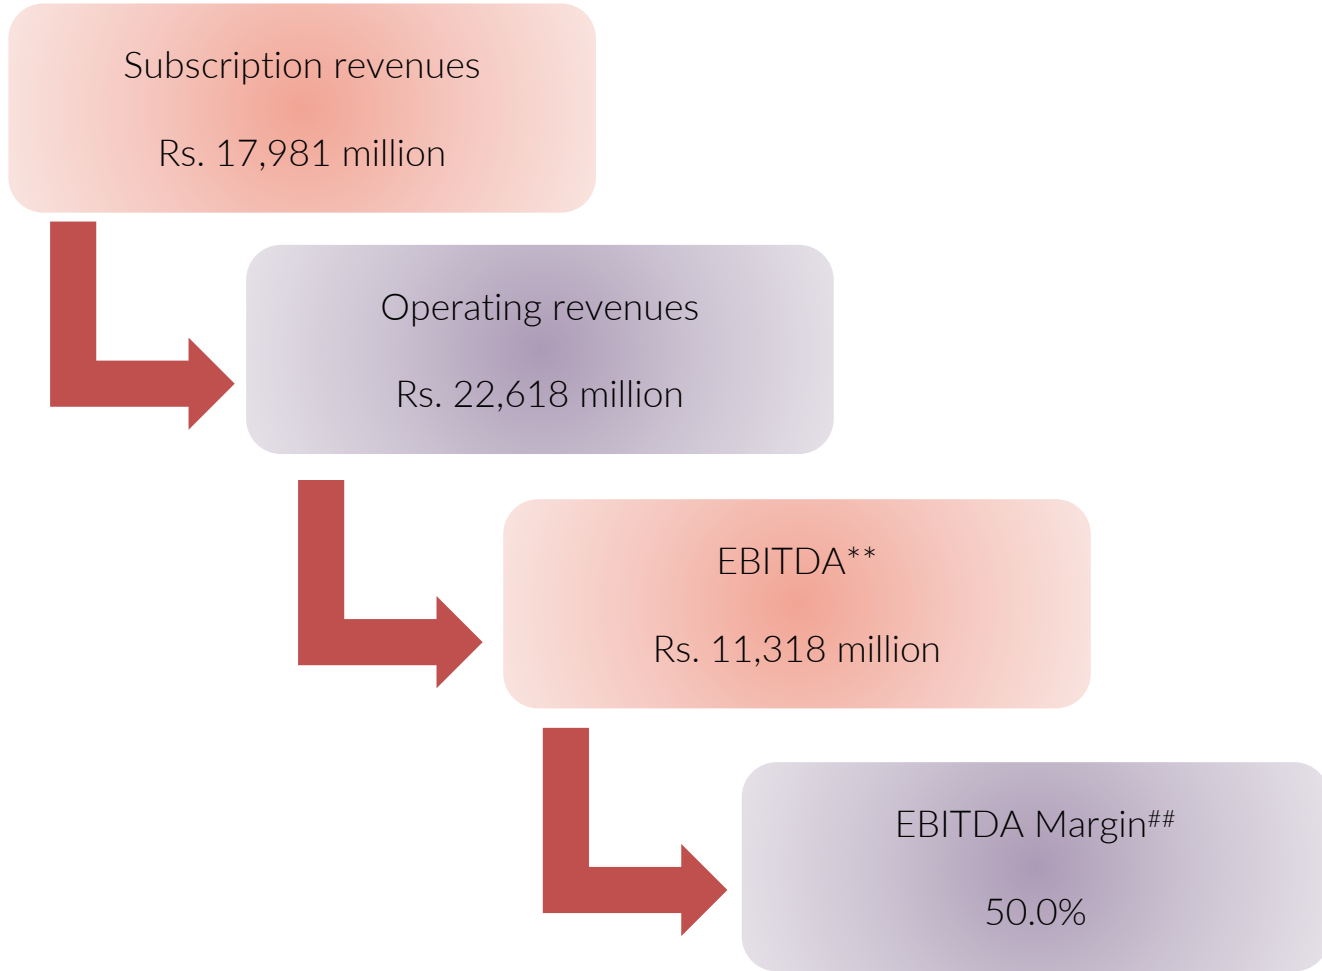 Subscription revenues
Rs. 17,981 million
Operating revenues
Rs. 22,618 million
EBITDA**
Rs. 11,318 million
EBITDA Margin##
50.0%